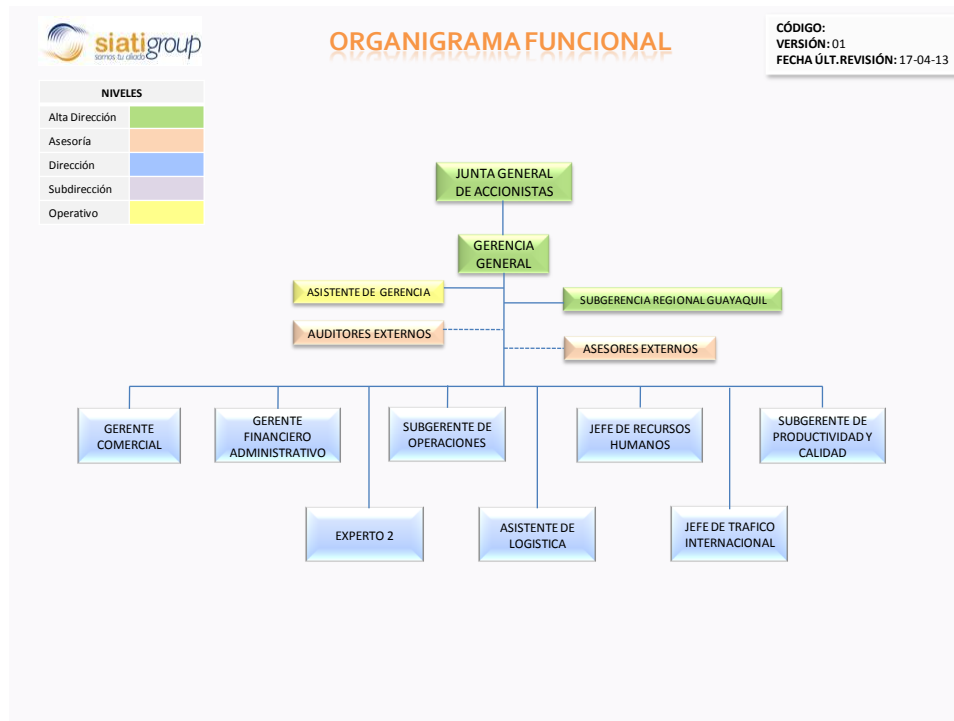 siatigroup
somos tu aliado
ORGANIGRAMA FUNCIONAL
CÓDIGO:
VERSIÓN: 01
FECHA ÚLT.REVISIÓN: 17-04-13
NIVELES
Alta Dirección
Asesoría
Dirección
Subdirección
Operativo
JUNTA GENERAL
DE ACCIONISTAS
GERENCIA
GENERAL
ASISTENTE DE GERENCIA
SUBGERENCIA REGIONAL GUAYAQUIL
AUDITORES EXTERNOS
ASESORES EXTERNOS
GERENTE
COMERCIAL
GERENTE
FINANCIERO
ADMINISTRATIVO
SUBGERENTE DE
OPERACIONES
JEFE DE RECURSOS
HUMANOS
SUBGERENTE DE
PRODUCTIVIDAD Y
CALIDAD
EXPERTO 2
ASISTENTE DE
LOGISTICA
JEFE DE TRAFICO
INTERNACIONAL